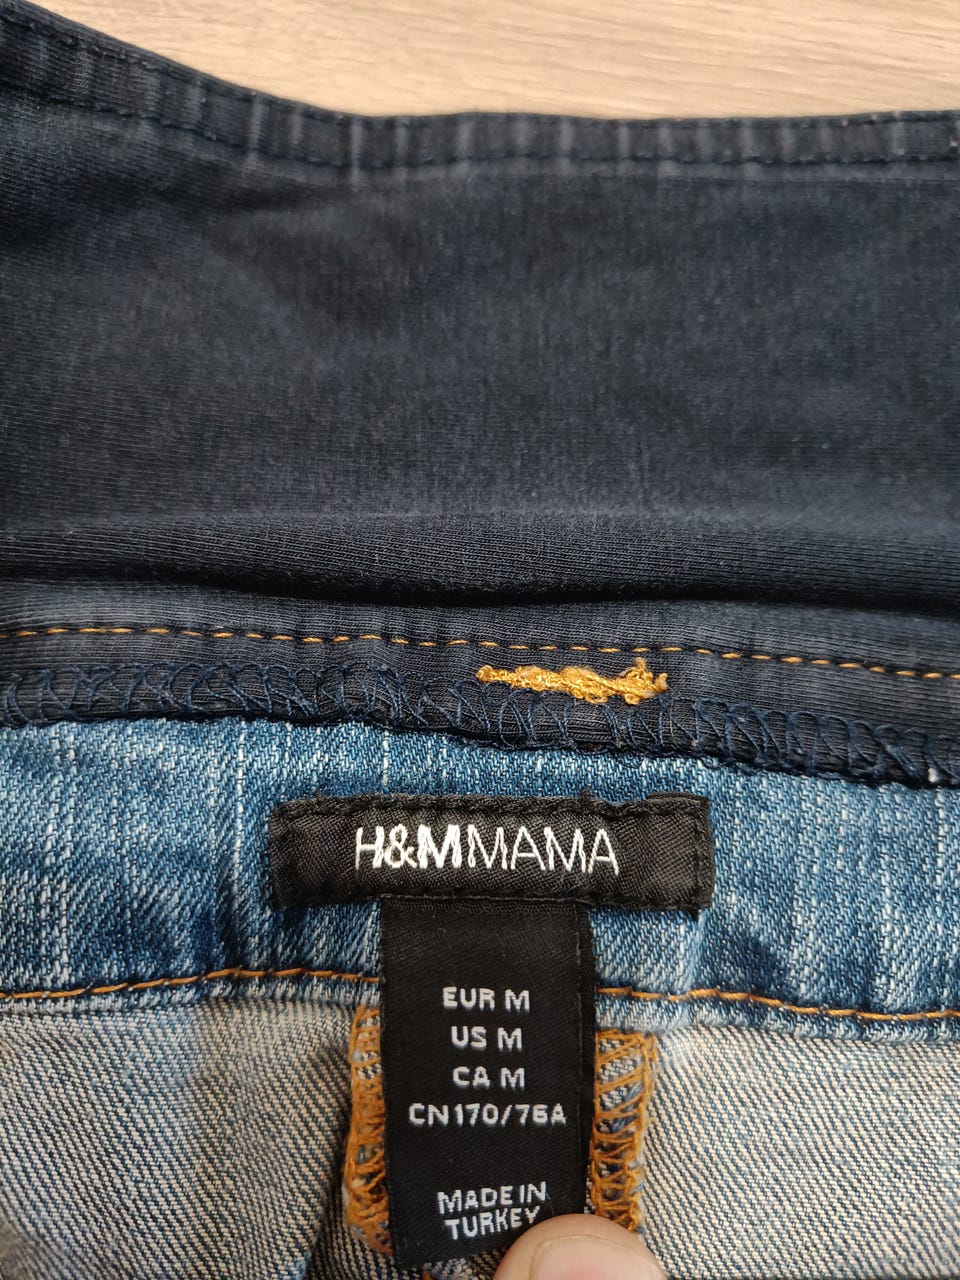 H&MMAMA
EUR M
US M
CA M
CN170/76A
MADE IN
TURKEY